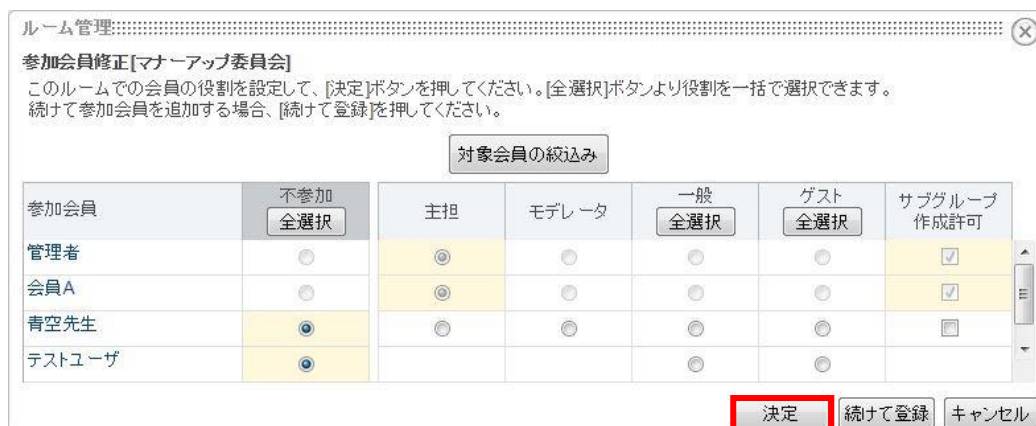 ルーム管理
参加会員修正[マナーアップ委員会]
このルームでの会員の役割を設定して、[決定]ボタンを押してください。[全選択]ボタンより役割を一括で選択できます。
続けて参加会員を追加する場合、[続けて登録]を押してください。
対象会員の絞込み
参加会員 不参加 全選択 主担 モデレータ 一般 全選択 ゲスト 全選択 サブグループ作成許可
管理者
会員A
青空先生
テストユーザ
決定 続けて登録 キャンセル